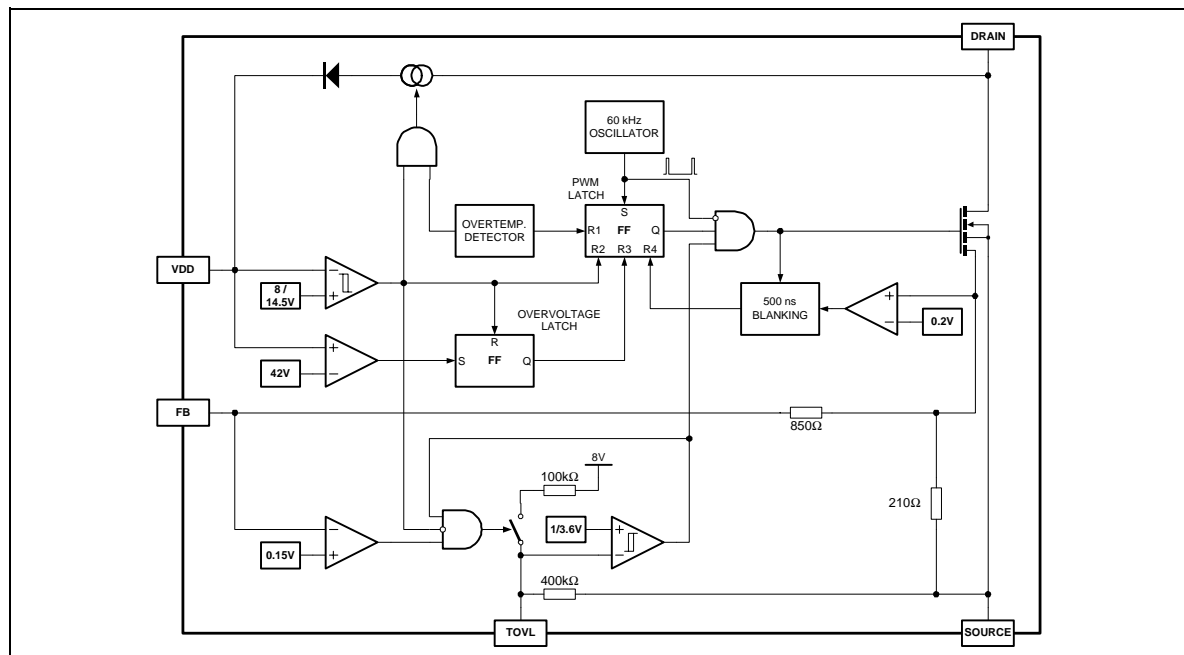 DRAIN
60 kHz
OSCILLATOR
PWM
LATCH
OVERTEMP.
DETECTOR
S
R1
FF
Q
R2 R3 R4
VDD
8 /
14.5V
−
+
OVERVOLTAGE
LATCH
R
S
FF
Q
42V
+
−
500 ns
BLANKING
+
−
0.2V
FB
850Ω
8V
100kΩ
210Ω
0.15V
−
+
1/3.6V
+
−
400kΩ
TOVL
SOURCE